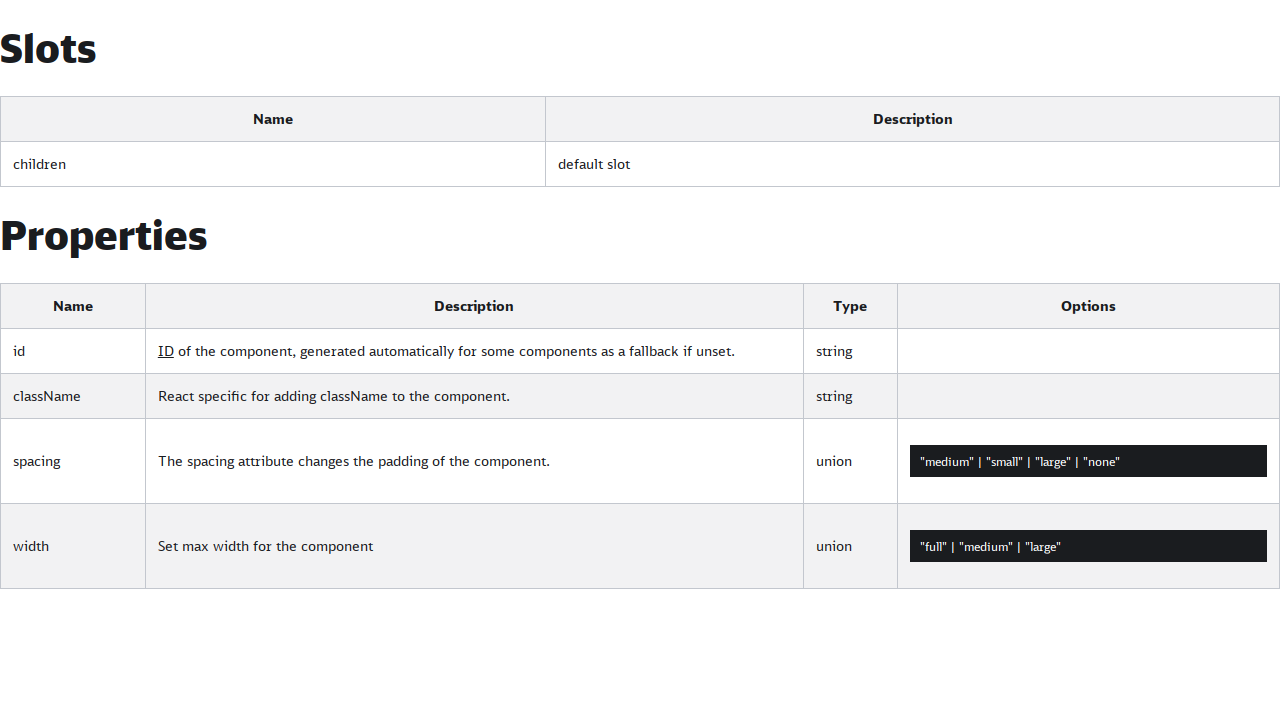 Slots
Name Description
children default slot
Properties
Name Description Type Options
id ID of the component, generated automatically for some components as a fallback if unset. string
className React specific for adding className to the component. string
spacing The spacing attribute changes the padding of the component. union "medium" | "small" | "large" | "none"
width Set max width for the component union "full" | "medium" | "large"